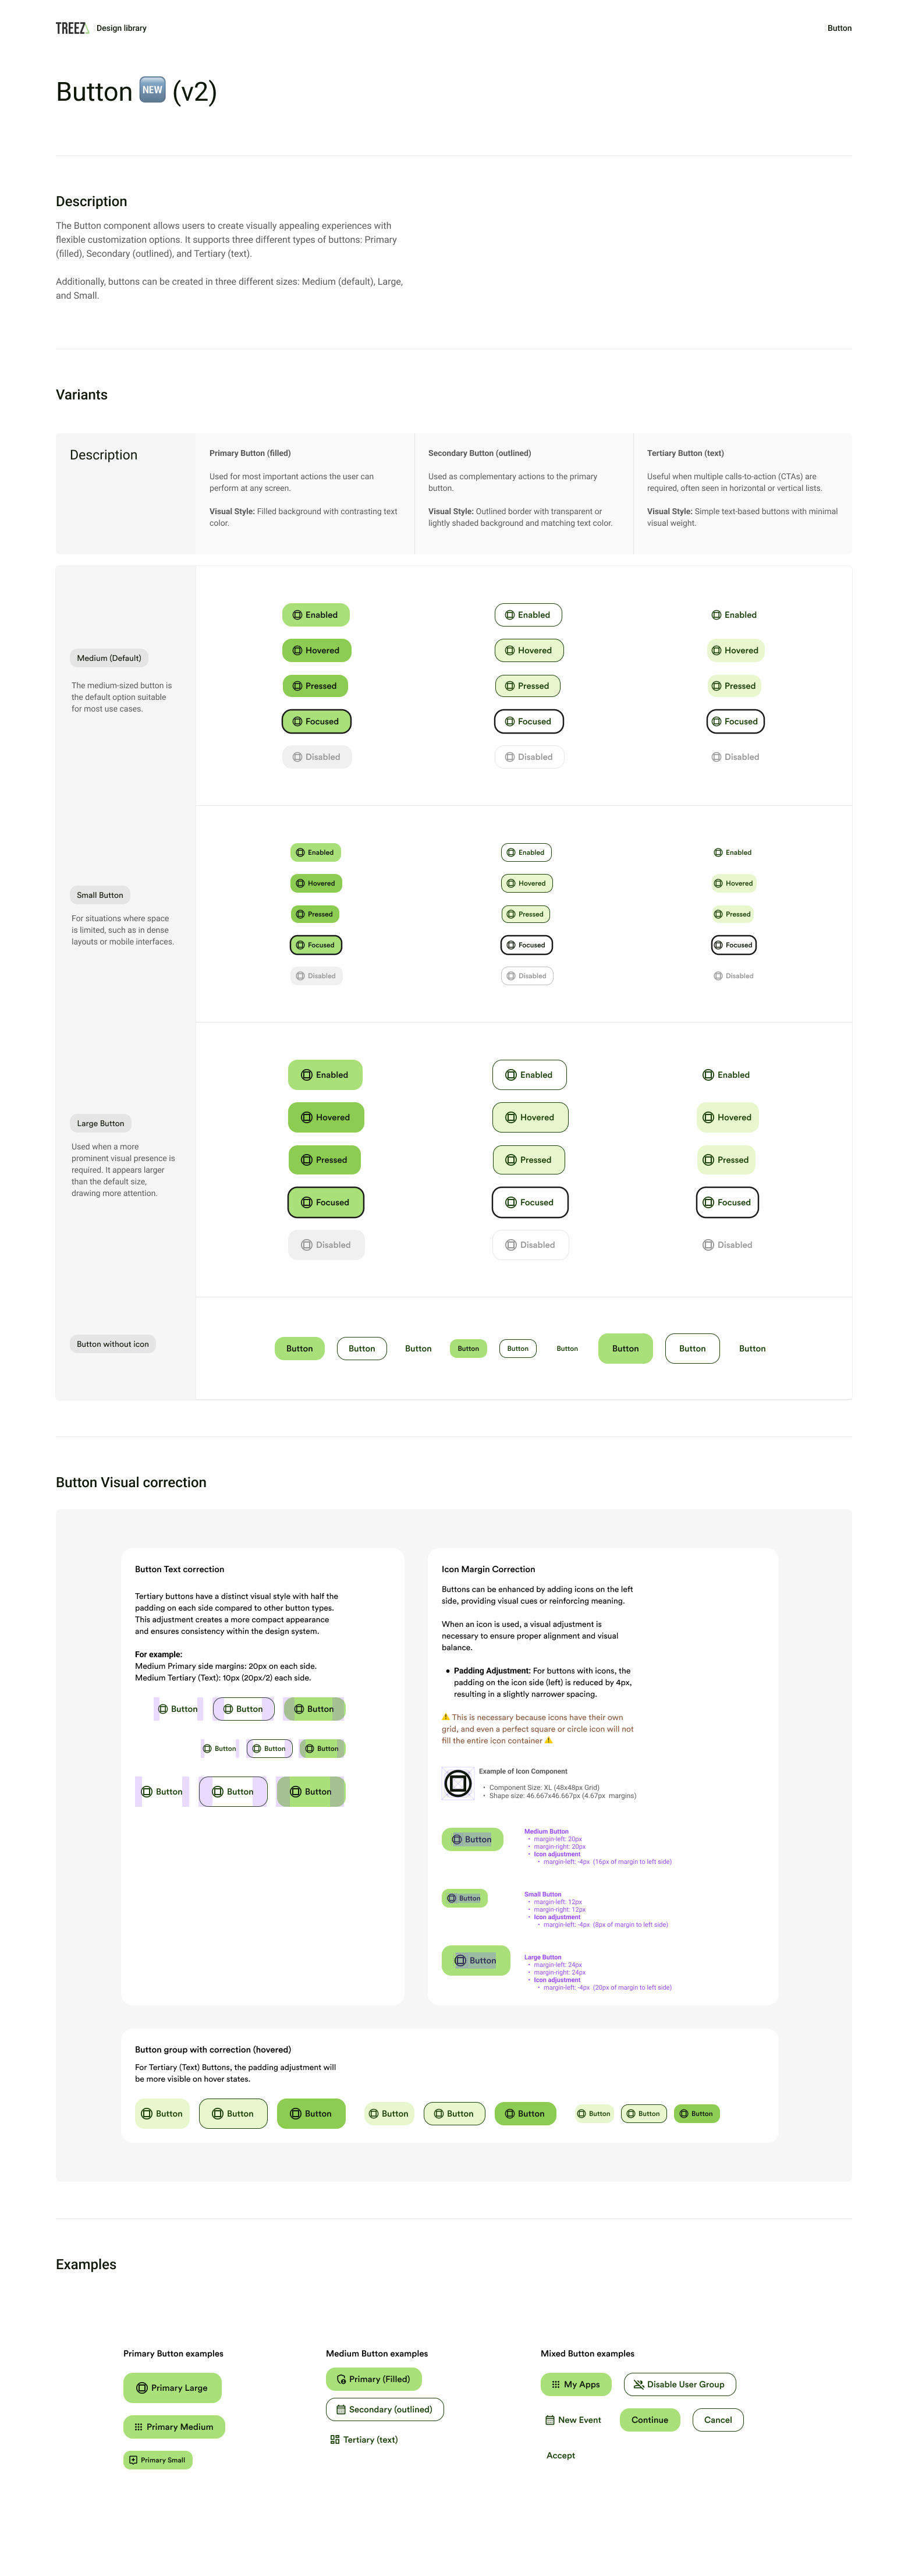 TREEZ Design library
Button
Button NEW (v2)
Description
The Button component allows users to create visually appealing experiences with
flexible customization options. It supports three different types of buttons: Primary
(filled), Secondary (outlined), and Tertiary (text).
Additionally, buttons can be created in three different sizes: Medium (default), Large,
and Small.
Variants
Description
Primary Button (filled)
Used for most important actions the user can
perform at any screen.
Visual Style: Filled background with contrasting text
color.
Secondary Button (outlined)
Used as complementary actions to the primary
button.
Visual Style: Outlined border with transparent or
lightly shaded background and matching text color.
Tertiary Button (text)
Useful when multiple calls-to-action (CTAs) are
required, often seen in horizontal or vertical lists.
Visual Style: Simple text-based buttons with minimal
visual weight.
Medium (Default)
The medium-sized button is
the default option suitable
for most use cases.
Enabled Enabled Enabled
Hovered Hovered Hovered
Pressed Pressed Pressed
Focused Focused Focused
Disabled Disabled Disabled
Small Button
For situations where space
is limited, such as in dense
layouts or mobile interfaces.
Enabled Enabled Enabled
Hovered Hovered Hovered
Pressed Pressed Pressed
Focused Focused Focused
Disabled Disabled Disabled
Large Button
Used when a more
prominent visual presence is
required. It appears larger
than the default size,
drawing more attention.
Enabled Enabled Enabled
Hovered Hovered Hovered
Pressed Pressed Pressed
Focused Focused Focused
Disabled Disabled Disabled
Button without icon
Button Button Button Button Button Button Button Button Button
Button Visual correction
Button Text correction
Tertiary buttons have a distinct visual style with half the
padding on each side compared to other button types.
This adjustment creates a more compact appearance
and ensures consistency within the design system.
For example:
Medium Primary side margins: 20px on each side.
Medium Tertiary (Text): 10px (20px/2) each side.
Button Button Button
Button Button Button
Button Button Button
Icon Margin Correction
Buttons can be enhanced by adding icons on the left
side, providing visual cues or reinforcing meaning.
When an icon is used, a visual adjustment is
necessary to ensure proper alignment and visual
balance.
• Padding Adjustment: For buttons with icons, the
padding on the icon side (left) is reduced by 4px,
resulting in a slightly narrower spacing.
⚠️ This is necessary because icons have their own
grid, and even a perfect square or circle icon will not
fill the entire icon container ⚠️
Example of Icon Component
• Component Size: XL (48x48px Grid)
• Shape size: 46.667x46.667px (4.67px margins)
Button
Medium Button
• margin-left: 20px
• margin-right: 20px
• Icon adjustment
• margin-left: -4px (16px of margin to left side)
Button
Small Button
• margin-left: 12px
• margin-right: 12px
• Icon adjustment
• margin-left: -4px (8px of margin to left side)
Button
Large Button
• margin-left: 24px
• margin-right: 24px
• Icon adjustment
• margin-left: -4px (20px of margin to left side)
Button group with correction (hovered)
For Tertiary (Text) Buttons, the padding adjustment will
be more visible on hover states.
Button Button Button Button Button Button Button Button Button
Examples
Primary Button examples
Primary Large
Primary Medium
Primary Small
Medium Button examples
Primary (Filled)
Secondary (outlined)
Tertiary (text)
Mixed Button examples
My Apps Disable User Group
New Event Continue Cancel
Accept